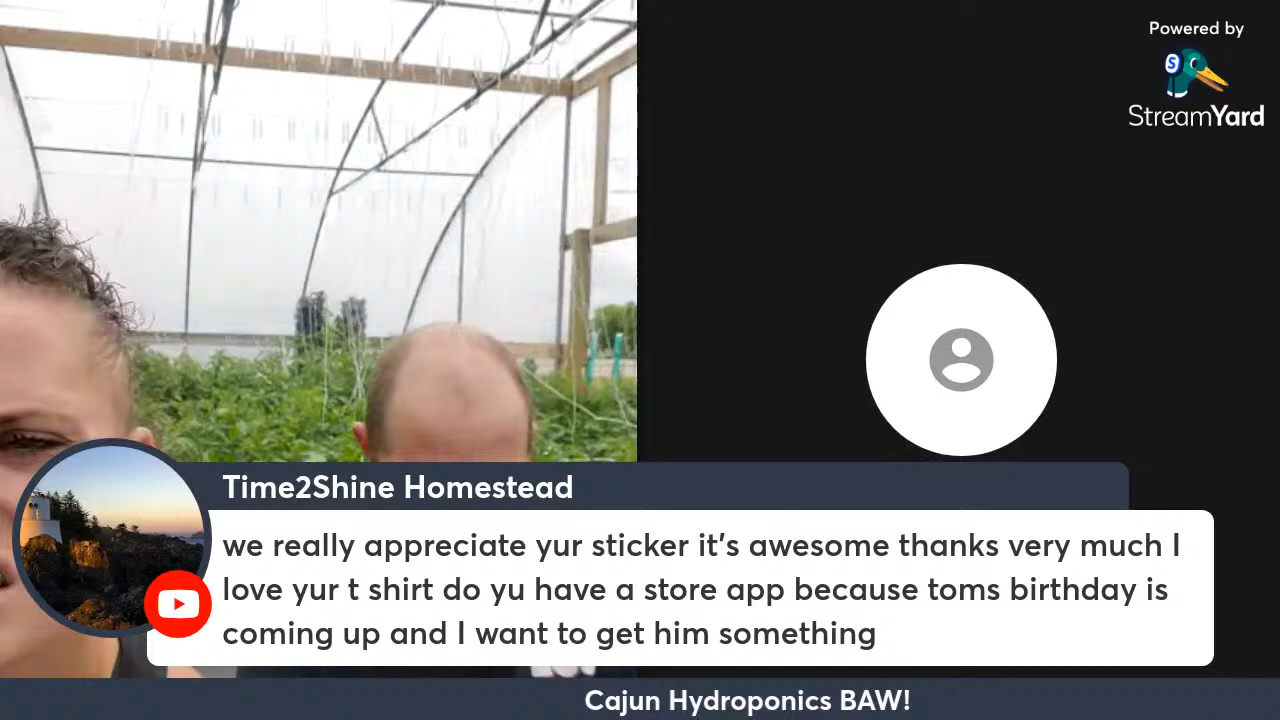 Powered by
StreamYard
Time2Shine Homestead
we really appreciate yur sticker it's awesome thanks very much I
love yur t shirt do yu have a store app because toms birthday is
coming up and I want to get him something
Cajun Hydroponics BAW!